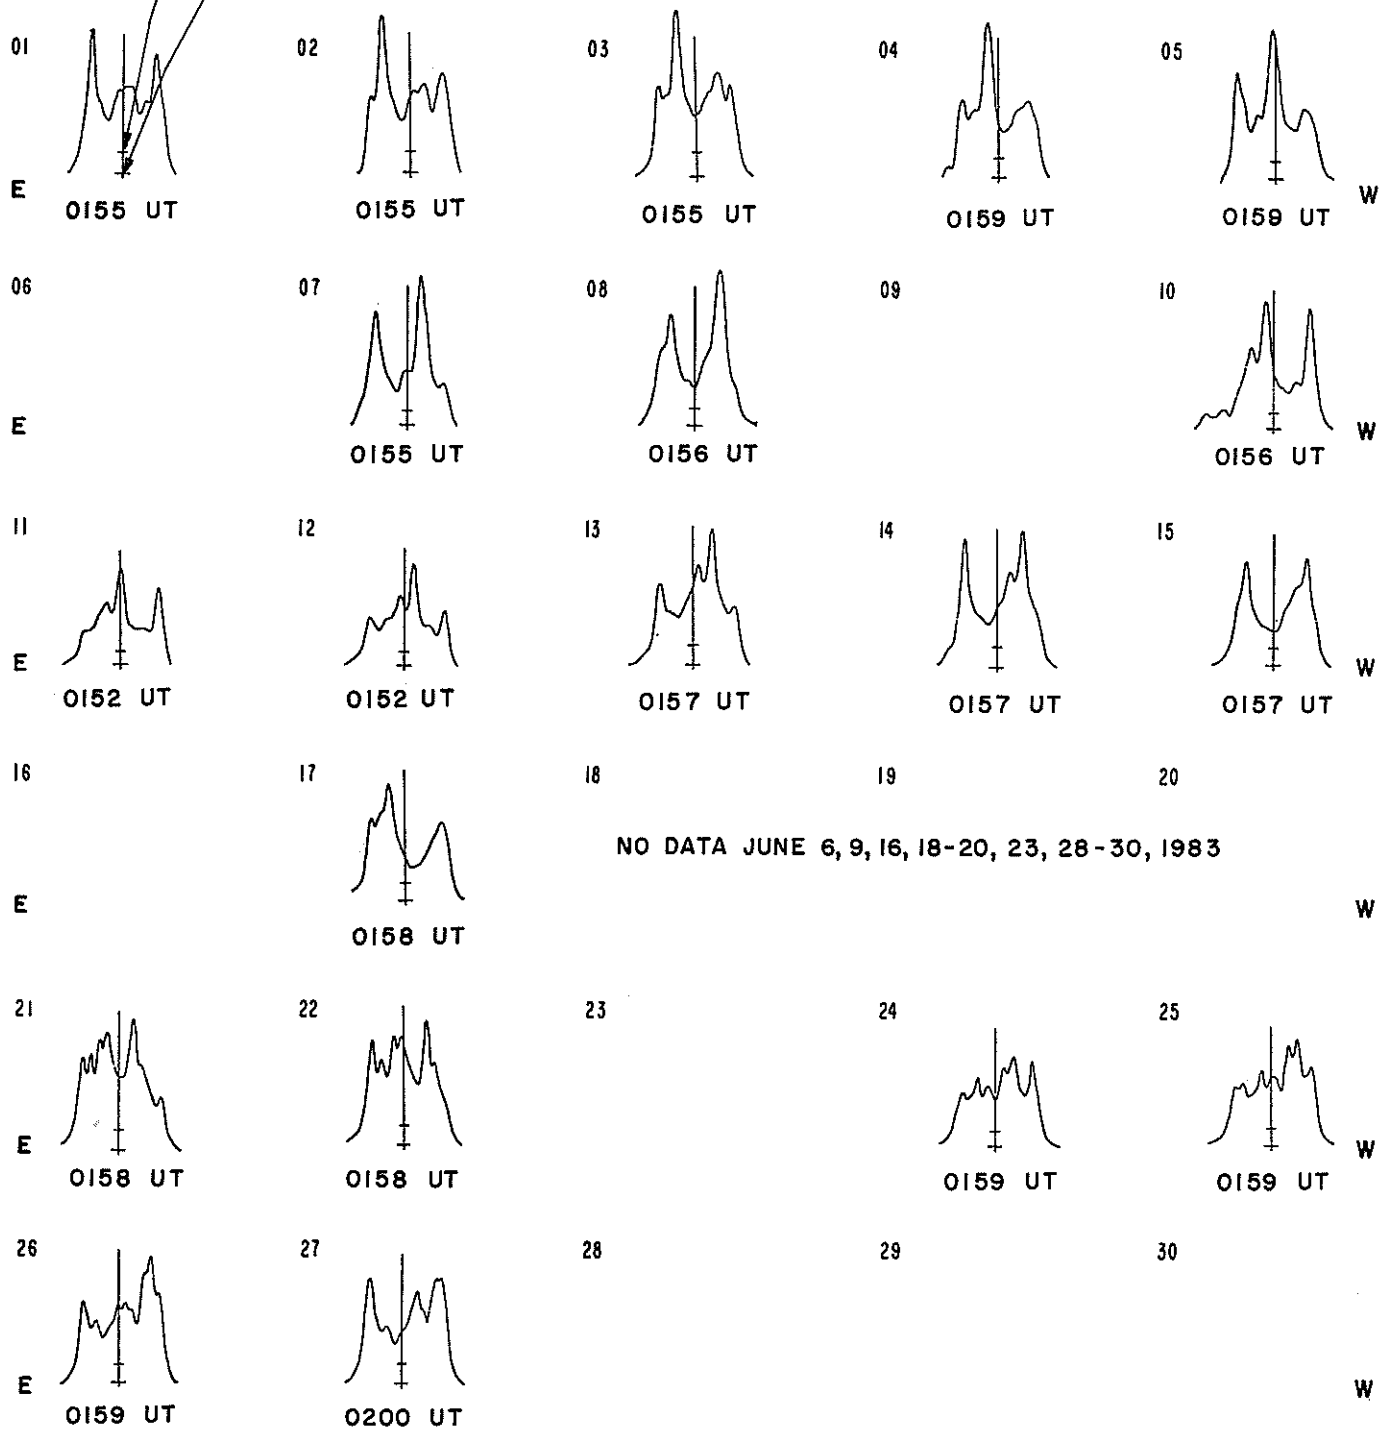 01 02 03 04 05
E W
0155 UT 0155 UT 0155 UT 0159 UT 0159 UT
06 07 08 09 10
E W
0155 UT 0156 UT 0156 UT
11 12 13 14 15
E W
0152 UT 0152 UT 0157 UT 0157 UT 0157 UT
16 17 18 19 20
NO DATA JUNE 6, 9, 16, 18-20, 23, 28-30, 1983
E W
0158 UT
21 22 23 24 25
E W
0158 UT 0158 UT 0159 UT 0159 UT
26 27 28 29 30
E W
0159 UT 0200 UT